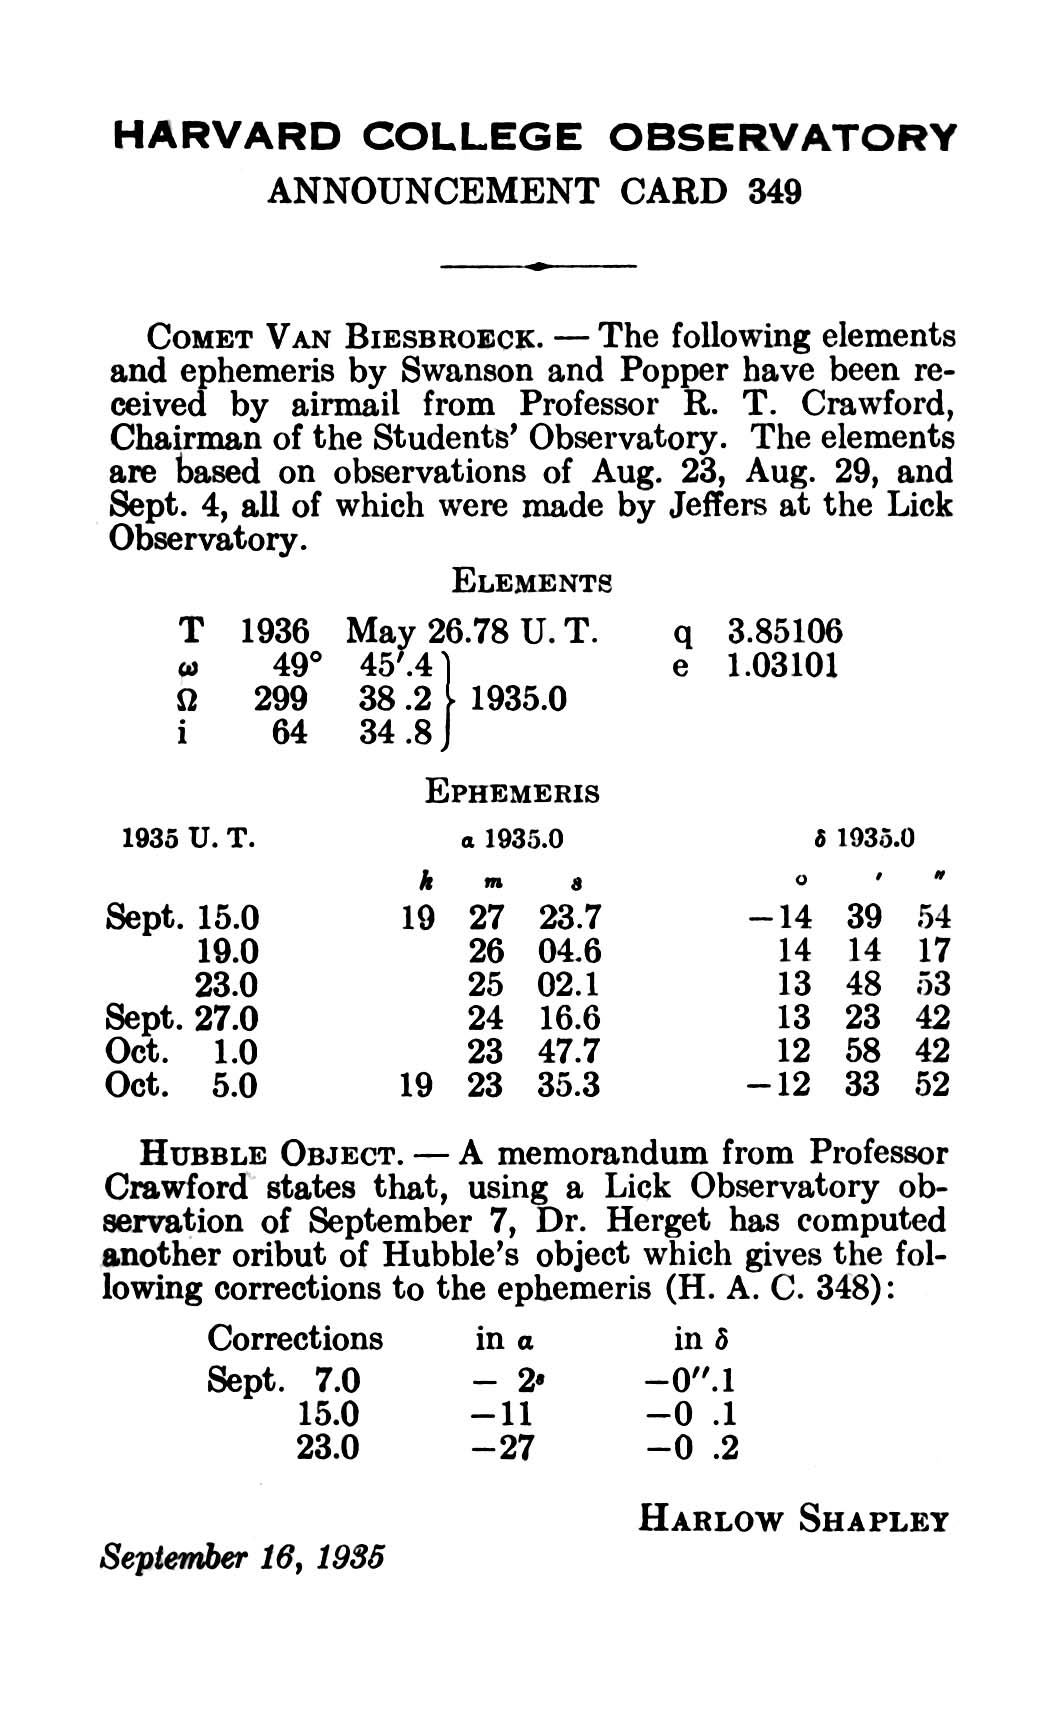 HARVARD COLLEGE OBSERVATORY
ANNOUNCEMENT CARD 349
COMET VAN BIESBROECK. — The following elements
and ephemeris by Swanson and Popper have been re-
ceived by airmail from Professor R. T. Crawford,
Chairman of the Students' Observatory. The elements
are based on observations of Aug. 23, Aug. 29, and
Sept. 4, all of which were made by Jeffers at the Lick
Observatory.
ELEMENTS
T 1936 May 26.78 U. T. q 3.85106
ω 49° 45′.4 e 1.03101
Ω 299 38 .2 } 1935.0
i 64 34 .8
EPHEMERIS
1935 U. T. α 1935.0 δ 1935.0
h m s ° ′ ″
Sept. 15.0 19 27 23.7 −14 39 54
19.0 26 04.6 14 14 17
23.0 25 02.1 13 48 53
Sept. 27.0 24 16.6 13 23 42
Oct. 1.0 23 47.7 12 58 42
Oct. 5.0 19 23 35.3 −12 33 52
HUBBLE OBJECT. — A memorandum from Professor
Crawford states that, using a Lick Observatory ob-
servation of September 7, Dr. Herget has computed
another oribut of Hubble's object which gives the fol-
lowing corrections to the ephemeris (H. A. C. 348):
Corrections in α in δ
Sept. 7.0 − 2ˢ −0″.1
15.0 −11 −0 .1
23.0 −27 −0 .2
HARLOW SHAPLEY
September 16, 1935